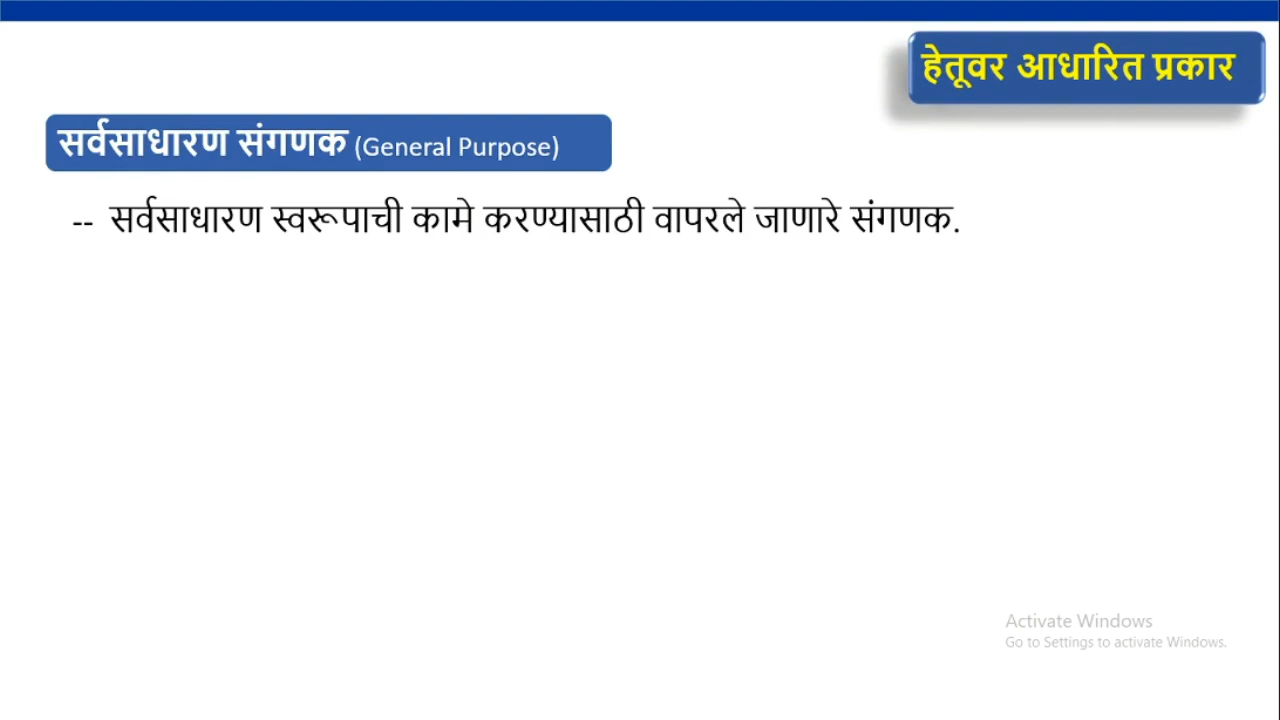 हेतूवर आधारित प्रकार
सर्वसाधारण संगणक (General Purpose)
-- सर्वसाधारण स्वरूपाची कामे करण्यासाठी वापरले जाणारे संगणक.
Activate Windows
Go to Settings to activate Windows.